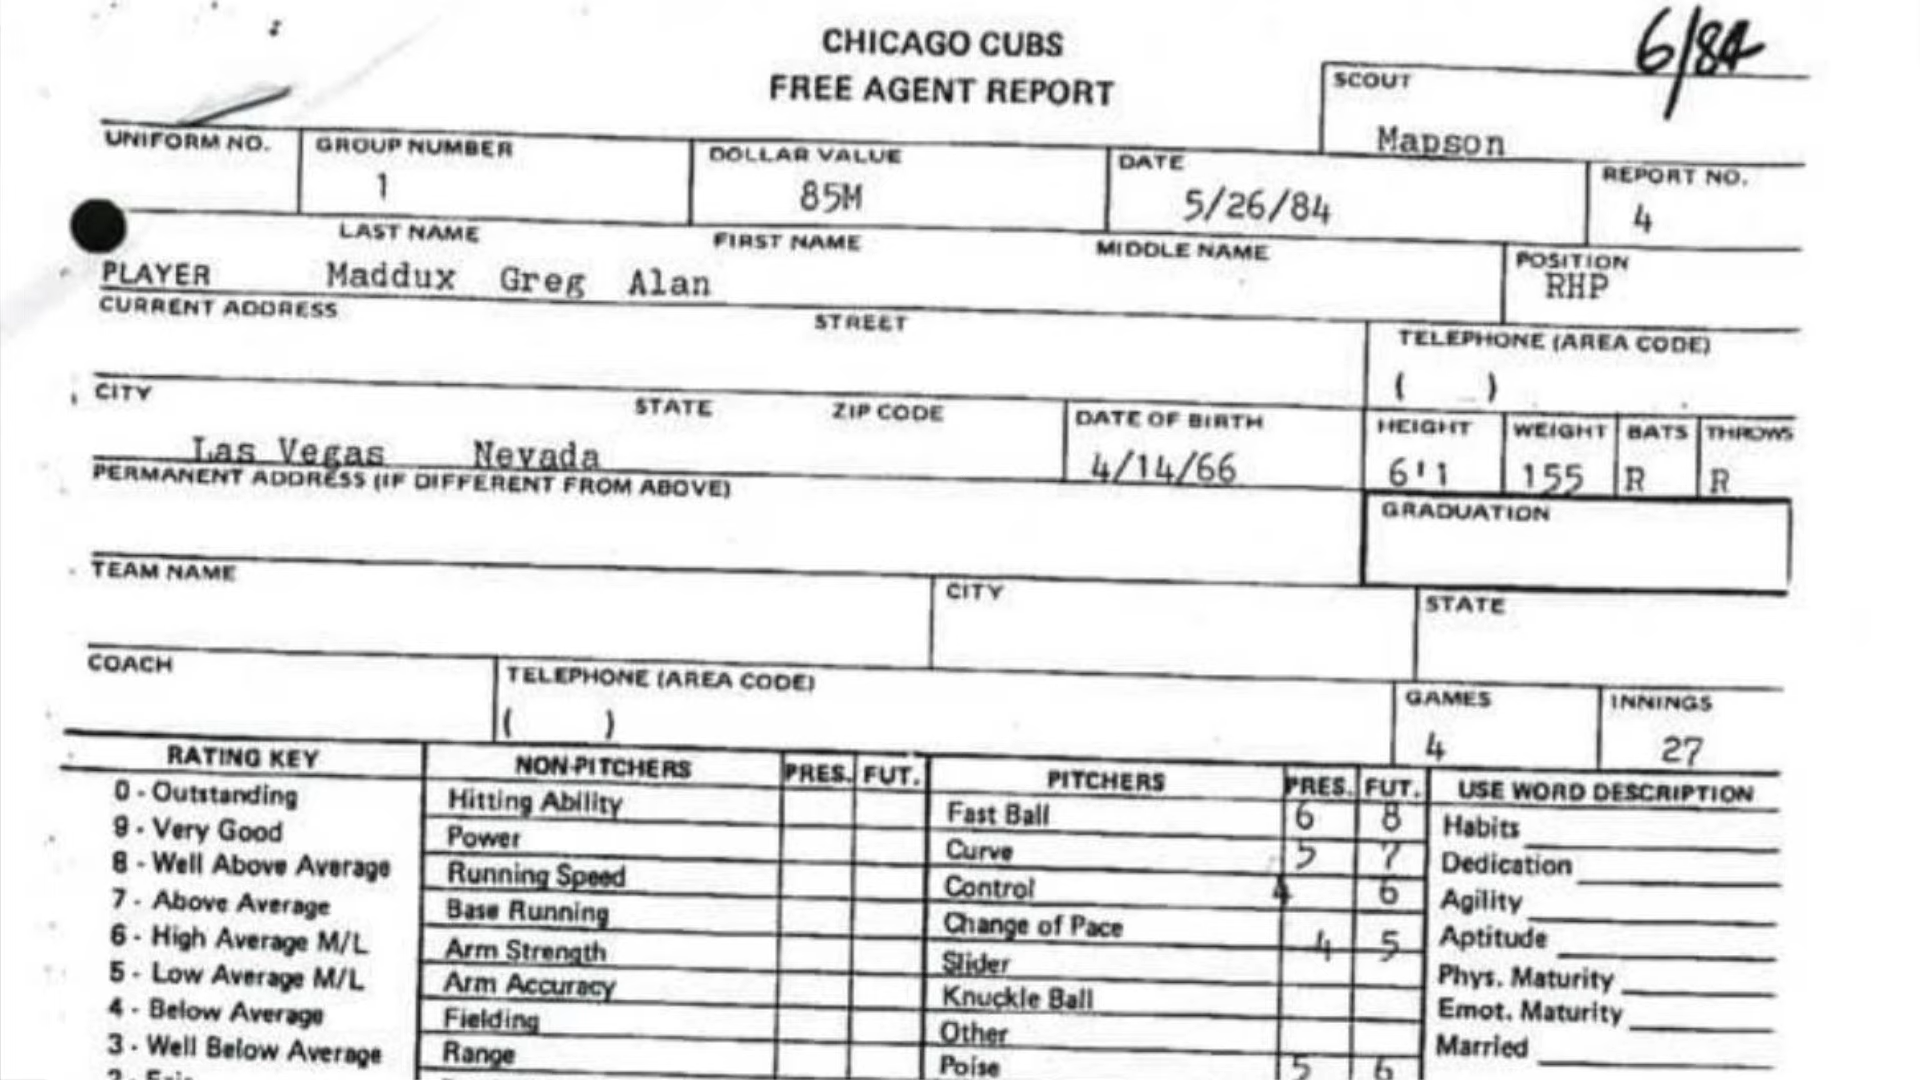 6/84
CHICAGO CUBS
FREE AGENT REPORT
SCOUT
Mapson
UNIFORM NO.
GROUP NUMBER
1
DOLLAR VALUE
85M
DATE
5/26/84
REPORT NO.
4
LAST NAME FIRST NAME MIDDLE NAME
PLAYER Maddux Greg Alan
POSITION
RHP
CURRENT ADDRESS STREET
TELEPHONE (AREA CODE)
( )
CITY STATE ZIP CODE
Las Vegas Nevada
DATE OF BIRTH
4/14/66
HEIGHT
6'1
WEIGHT
155
BATS
R
THROWS
R
PERMANENT ADDRESS (IF DIFFERENT FROM ABOVE)
GRADUATION
TEAM NAME
CITY
STATE
COACH
TELEPHONE (AREA CODE)
( )
GAMES
4
INNINGS
27
RATING KEY
0 - Outstanding
9 - Very Good
8 - Well Above Average
7 - Above Average
6 - High Average M/L
5 - Low Average M/L
4 - Below Average
3 - Well Below Average
2 - Fair
NON-PITCHERS PRES. FUT.
Hitting Ability
Power
Running Speed
Base Running
Arm Strength
Arm Accuracy
Fielding
Range
PITCHERS PRES. FUT.
Fast Ball 6 8
Curve 5 7
Control 4 6
Change of Pace 4 5
Slider
Knuckle Ball
Other
Poise 5 6
USE WORD DESCRIPTION
Habits
Dedication
Agility
Aptitude
Phys. Maturity
Emot. Maturity
Married